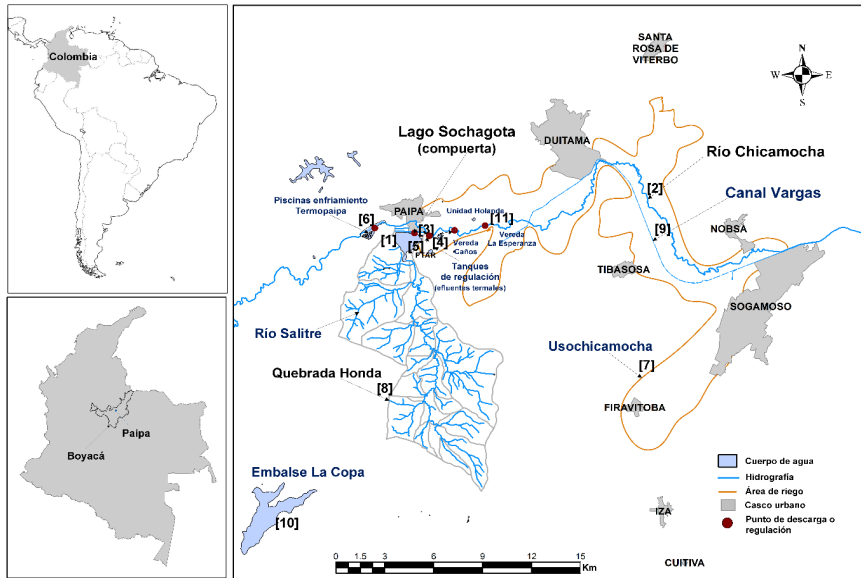 Colombia
Paipa
Boyacá
SANTA
ROSA DE
VITERBO
N
W
E
S
DUITAMA
Lago Sochagota
(compuerta)
Río Chicamocha
[2]
Canal Vargas
Piscinas enfriamiento
Termopaipa
[6]
PAIPA
Unidad Holanda
[11]
[3]
[1]
[5]
[4]
PTAR
Vereda
Caños
Vereda
La Esperanza
[9]
NOBSA
Tanques
de regulación
(efluentes termales)
TIBASOSA
SOGAMOSO
Río Salitre
Usochicamocha
[7]
Quebrada Honda
[8]
FIRAVITOBA
Embalse La Copa
[10]
IZA
CUITIVA
Cuerpo de agua
Hidrografía
Área de riego
Casco urbano
Punto de descarga o
regulación
0 1.5 3 6 9 12 15
Km